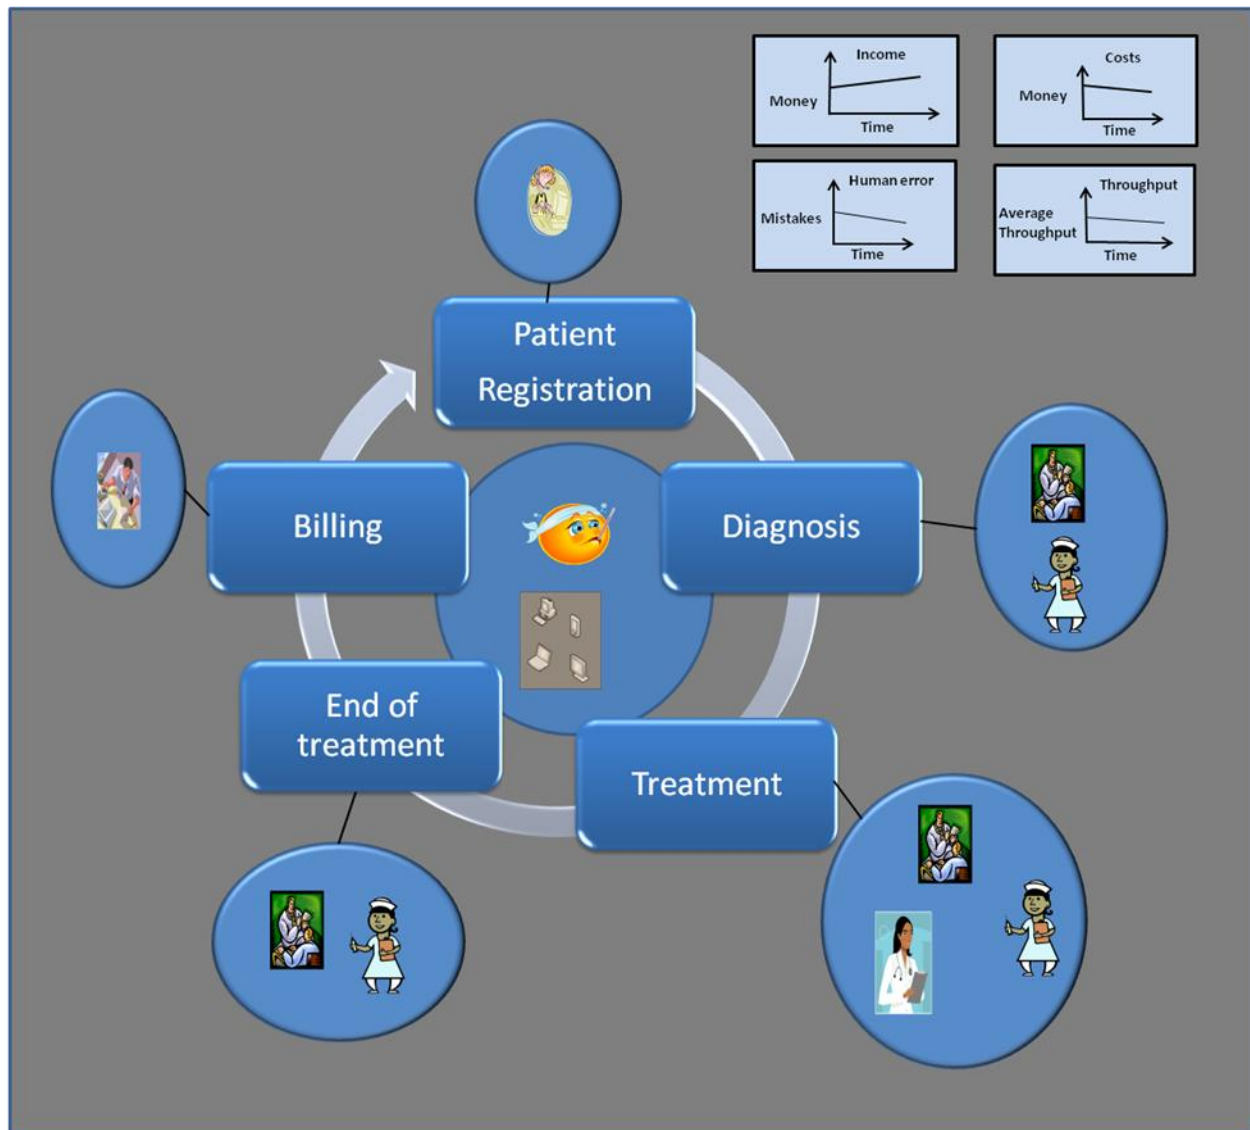 Income
Money
Time
Costs
Money
Time
Human error
Mistakes
Time
Throughput
Average
Throughput
Time
Patient
Registration
Billing
Diagnosis
End of
treatment
Treatment